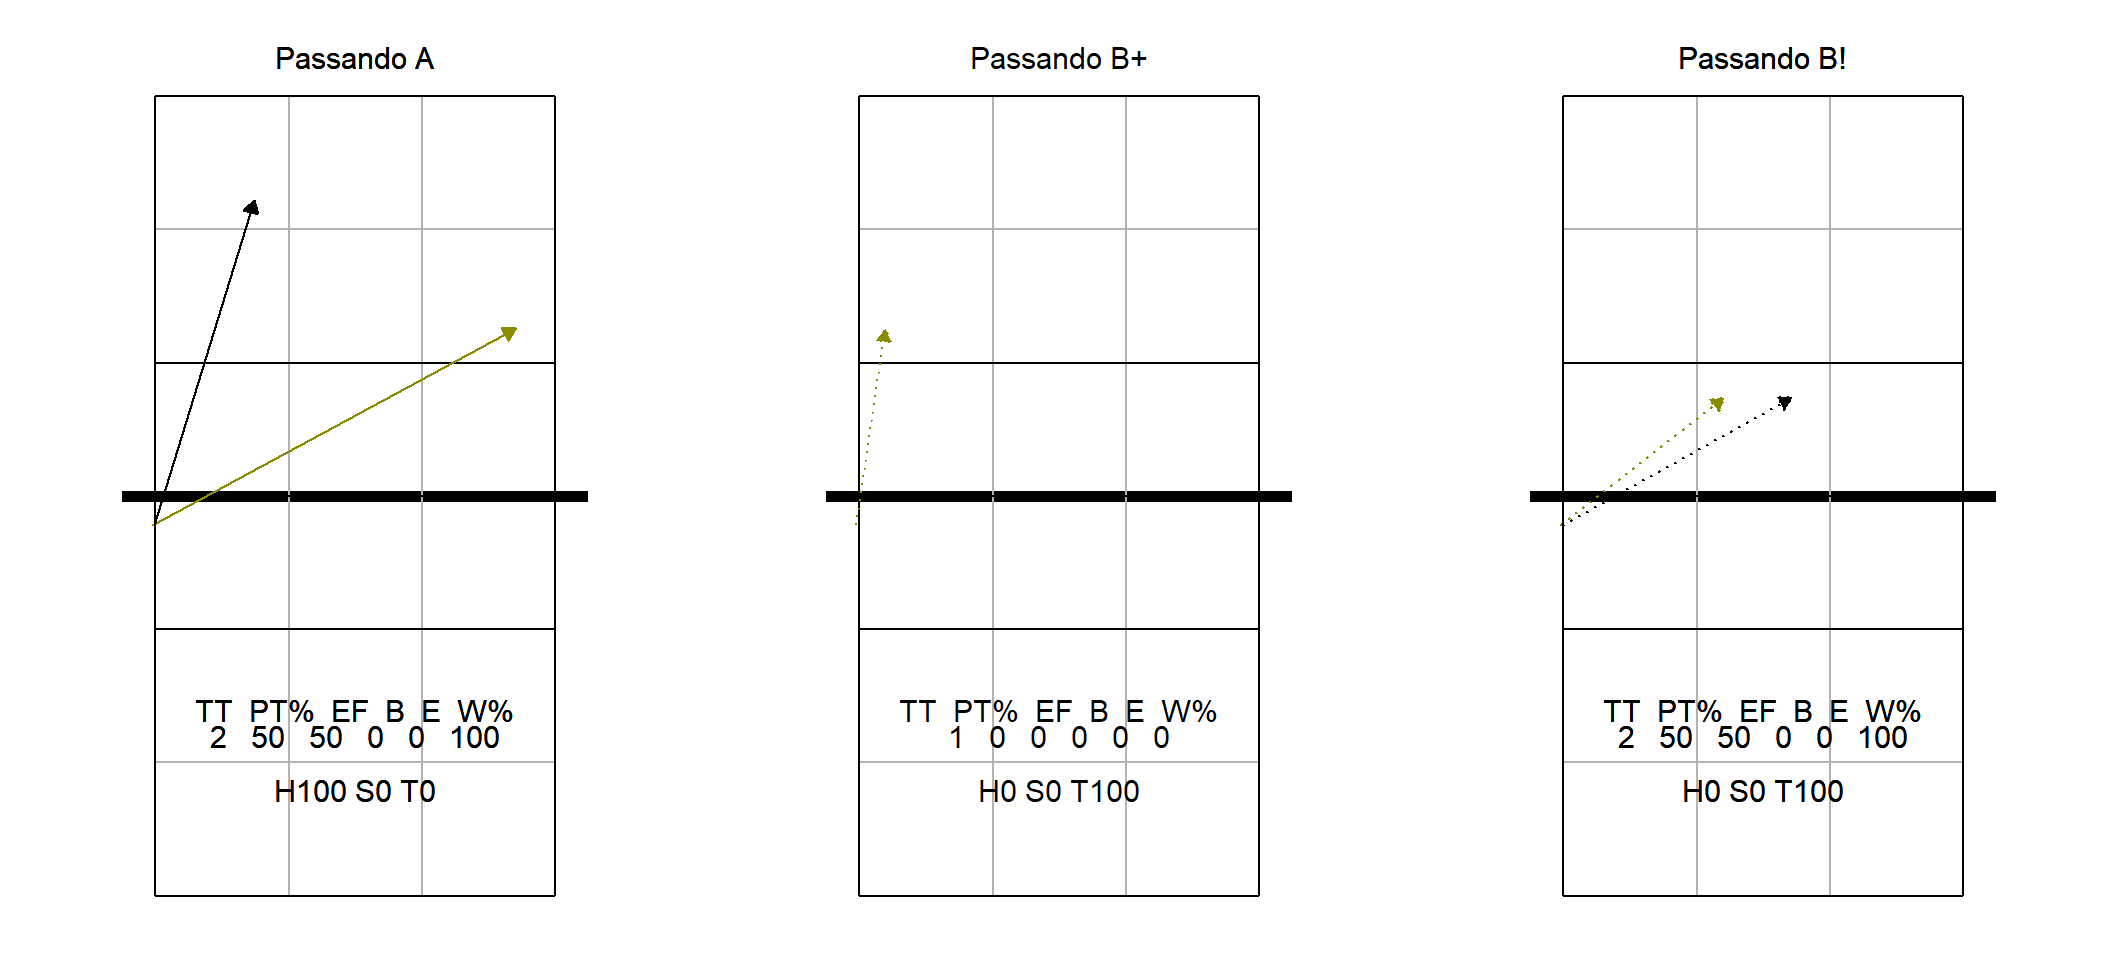 Passando A
TT PT% EF B E W%
2 50 50 0 0 100
H100 S0 T0
Passando B+
TT PT% EF B E W%
1 0 0 0 0 0
H0 S0 T100
Passando B!
TT PT% EF B E W%
2 50 50 0 0 100
H0 S0 T100